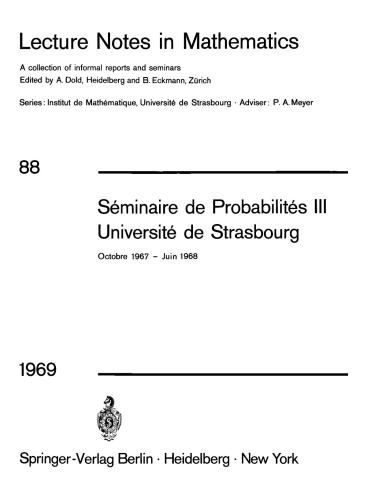 Lecture Notes in Mathematics
A collection of informal reports and seminars
Edited by A. Dold, Heidelberg and B. Eckmann, Zürich
Series: Institut de Mathématique, Université de Strasbourg · Adviser: P. A. Meyer
88
Séminaire de Probabilités III
Université de Strasbourg
Octobre 1967 – Juin 1968
1969
Springer-Verlag Berlin · Heidelberg · New York